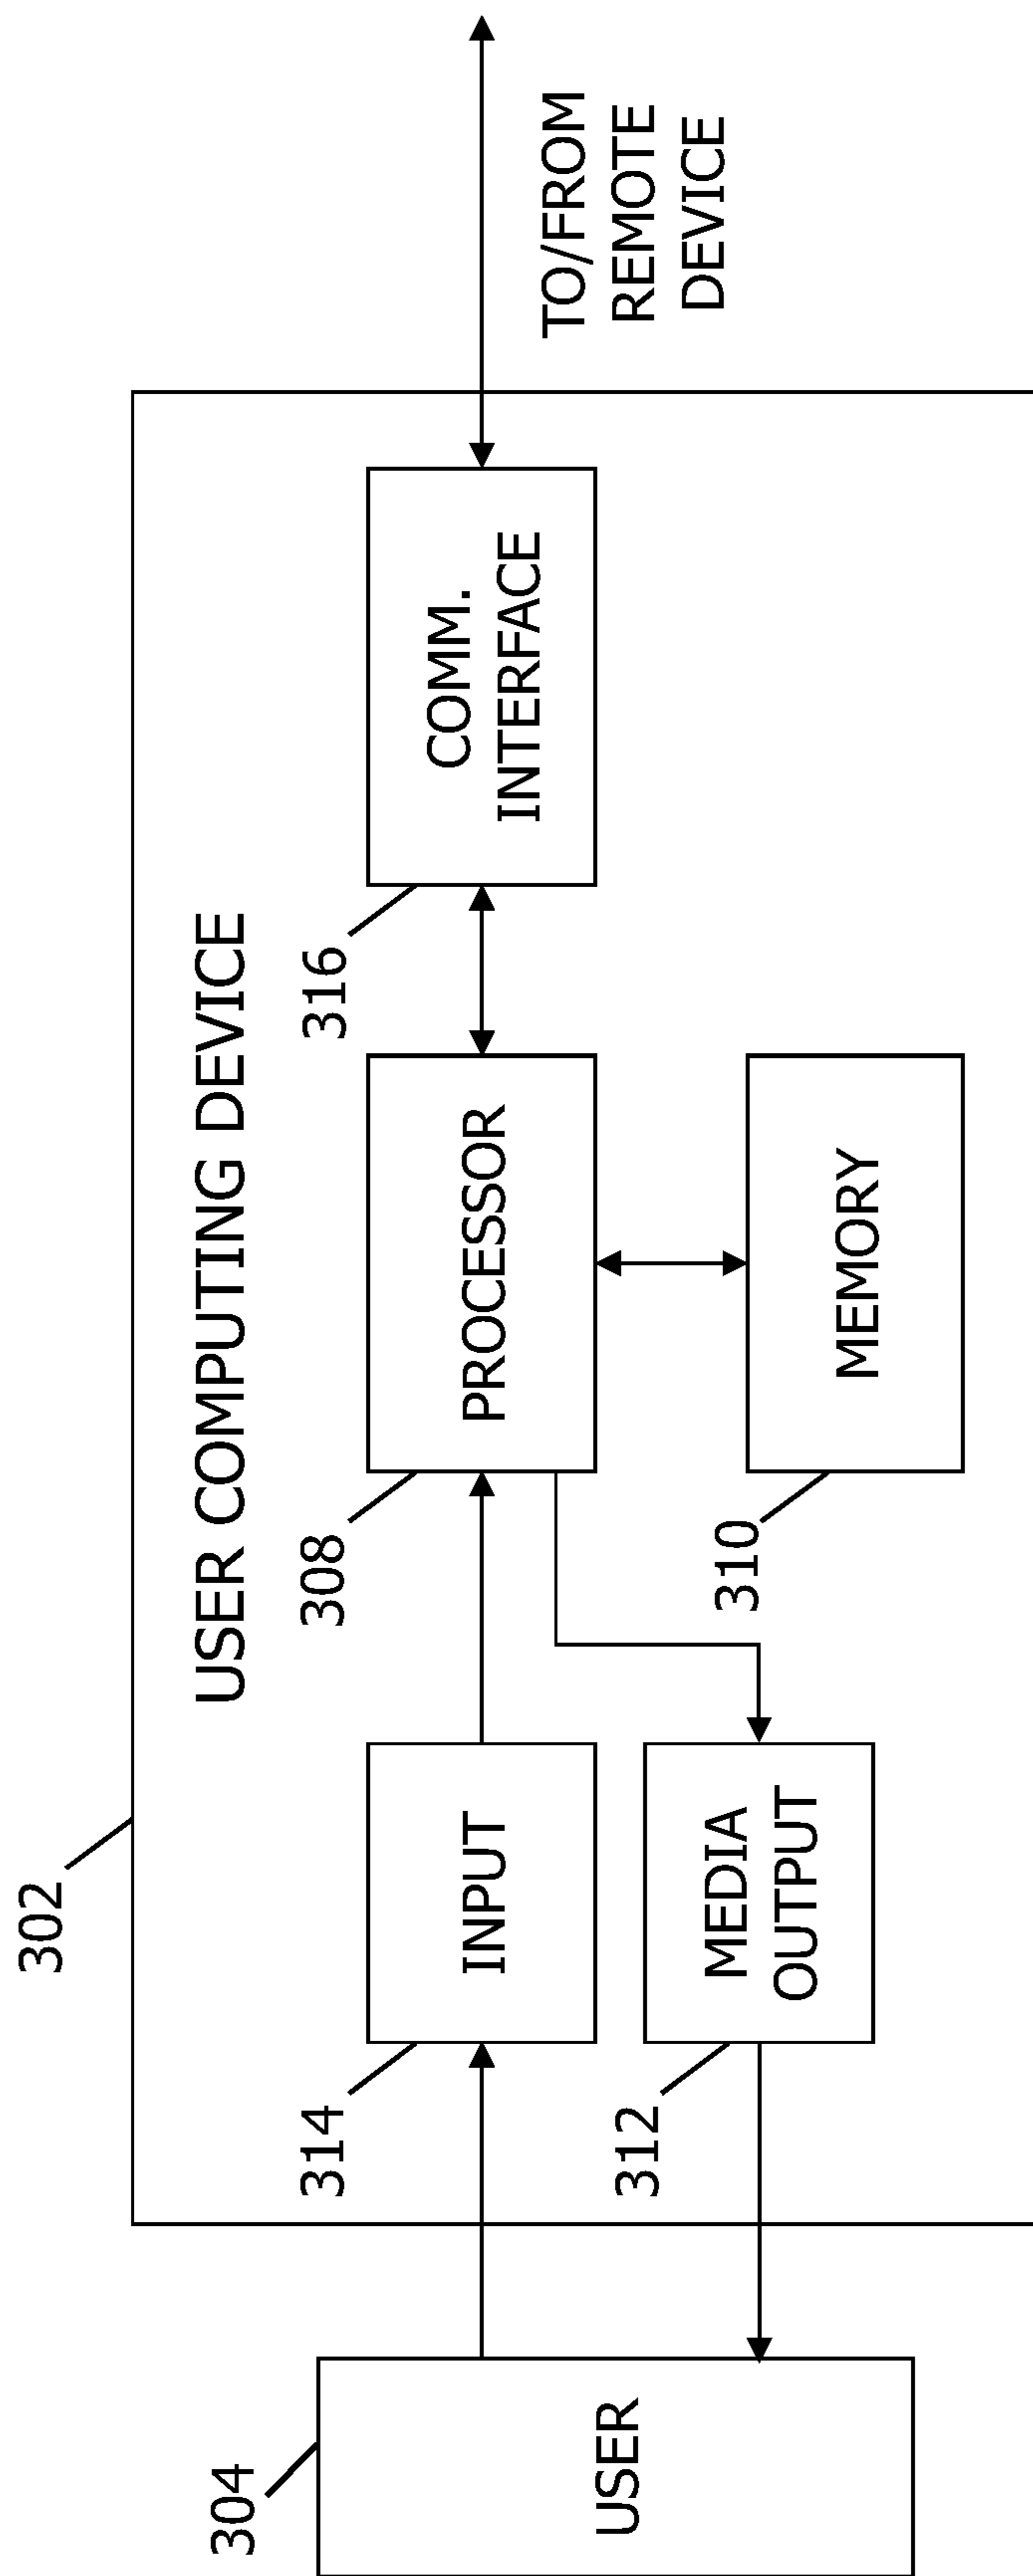 302
USER COMPUTING DEVICE
304
USER
314
INPUT
312
MEDIA
OUTPUT
308
PROCESSOR
310
MEMORY
316
COMM.
INTERFACE
TO/FROM
REMOTE
DEVICE